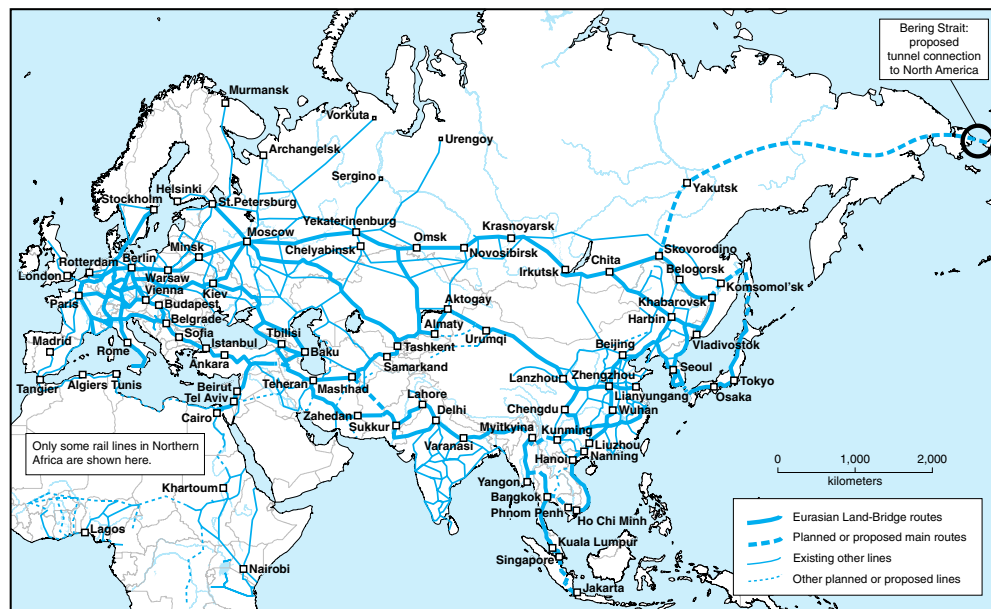 Bering Strait:
proposed
tunnel connection
to North America
Murmansk
Vorkuta
Urengoy
Archangelsk
Sergino
Yakutsk
Helsinki
Stockholm
St.Petersburg
Yekaterinenburg
Krasnoyarsk
Moscow
Omsk
Skovorodino
Minsk
Chelyabinsk
Novosibirsk
Chita
Rotterdam
Berlin
Irkutsk
Belogorsk
London
Warsaw
Komsomol'sk
Vienna
Kiev
Aktogay
Khabarovsk
Paris
Budapest
Harbin
Belgrade
Almaty
Urumqi
Madrid
Sofia
Tbilisi
Vladivostok
Rome
Istanbul
Baku
Tashkent
Beijing
Ankara
Samarkand
Seoul
Tangier
Algiers
Tunis
Beirut
Teheran
Mashhad
Lanzhou
Zhengzhou
Tokyo
Tel Aviv
Lahore
Lianyungang
Osaka
Cairo
Zahedan
Delhi
Chengdu
Wuhan
Sukkur
Myitkyina
Kunming
Varanasi
Liuzhou
Only some rail lines in Northern
Africa are shown here.
Hanoi
Nanning
0 1,000 2,000
kilometers
Khartoum
Yangon
Bangkok
Phnom Penh
Ho Chi Minh
Lagos
Kuala Lumpur
Singapore
Nairobi
Jakarta
Eurasian Land-Bridge routes
Planned or proposed main routes
Existing other lines
Other planned or proposed lines